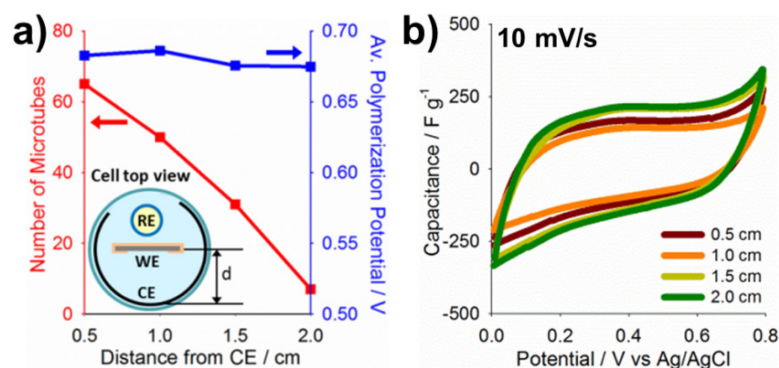 a)
80
60
40
20
0
Number of Microtubes
0.70
0.65
0.60
0.55
0.50
Av. Polymerization Potential / V
Cell top view
RE
WE
d
CE
0.5 1.0 1.5 2.0
Distance from CE / cm
b)
10 mV/s
500
250
0
-250
-500
Capacitance / F g⁻¹
0.5 cm
1.0 cm
1.5 cm
2.0 cm
0.0 0.2 0.4 0.6 0.8
Potential / V vs Ag/AgCl